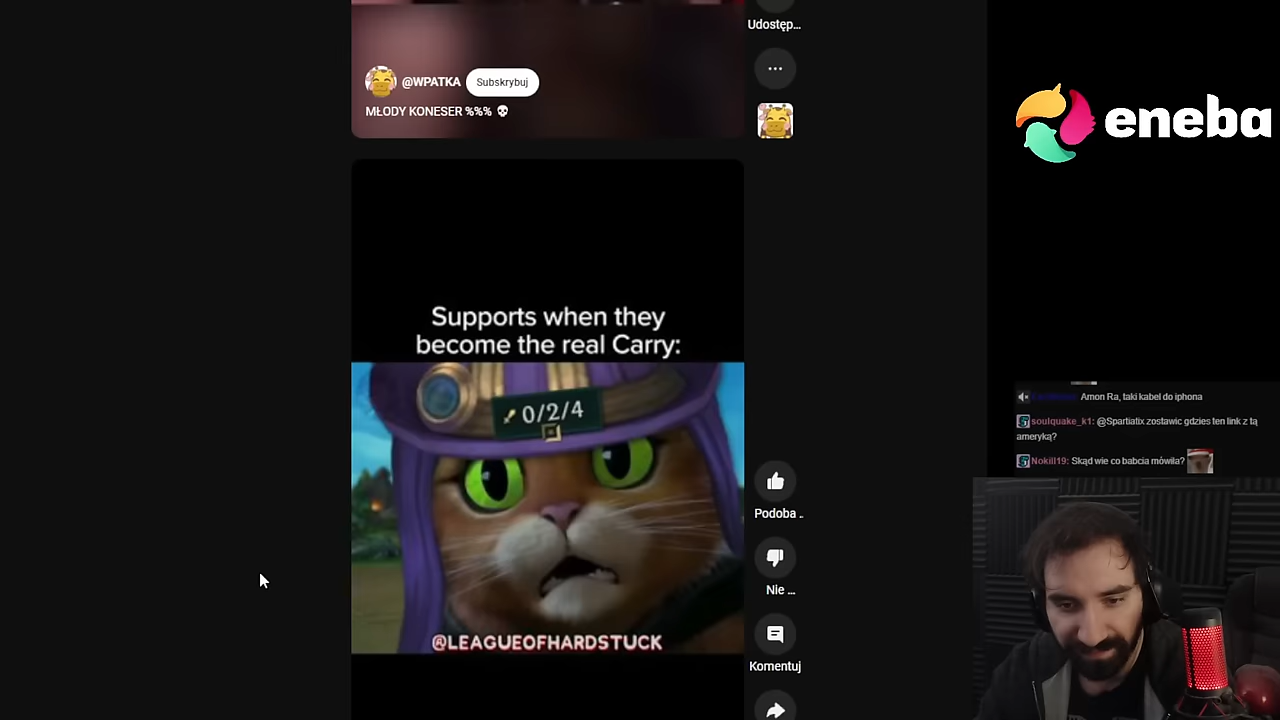 Udostęp...
@WPATKA Subskrybuj
MŁODY KONESER %%% 💀
eneba
Supports when they
become the real Carry:
0/2/4
@LEAGUEOFHARDSTUCK
Podoba ..
Nie ...
Komentuj
Amon Ra, taki kabel do iphona
soulquake_k1: @Spartiatix zostawic gdzies ten link z tą
ameryką?
Nokill19: Skąd wie co babcia mówiła?